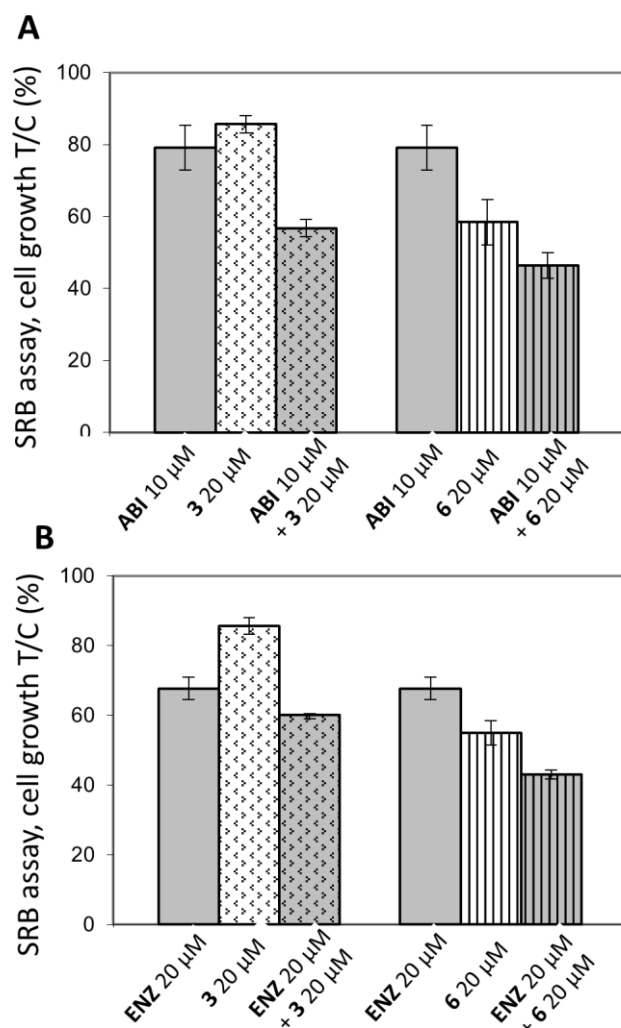 A
SRB assay, cell growth T/C (%)
100
80
60
40
20
0
ABI 10 µM
3 20 µM
ABI 10 µM
+ 3 20 µM
ABI 10 µM
6 20 µM
ABI 10 µM
+ 6 20 µM
B
SRB assay, cell growth T/C (%)
100
80
60
40
20
0
ENZ 20 µM
3 20 µM
ENZ 20 µM
+ 3 20 µM
ENZ 20 µM
6 20 µM
ENZ 20 µM
+ 6 20 µM